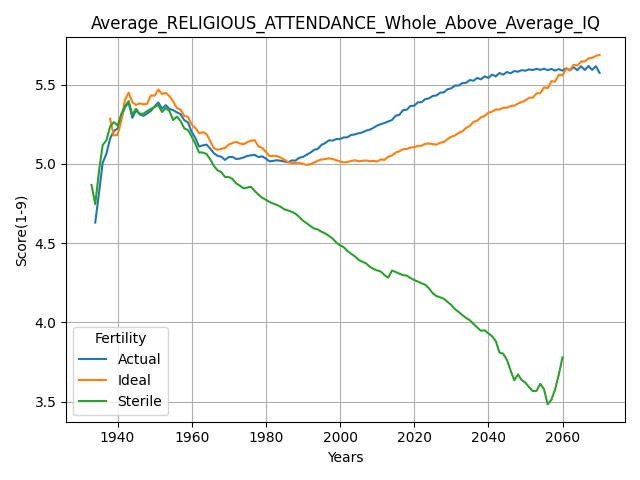 Average_RELIGIOUS_ATTENDANCE_Whole_Above_Average_IQ
Score(1-9)
5.5
5.0
4.5
4.0
3.5
Fertility
Actual
Ideal
Sterile
1940 1960 1980 2000 2020 2040 2060
Years